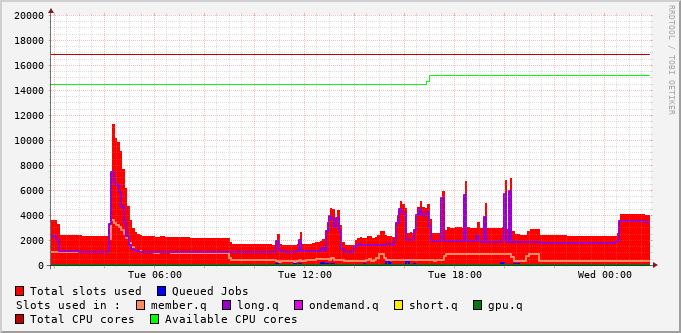 20000
18000
16000
14000
12000
10000
8000
6000
4000
2000
0
Tue 06:00 Tue 12:00 Tue 18:00 Wed 00:00
RRDTOOL / TOBI OETIKER
Total slots used Queued Jobs
Slots used in : member.q long.q ondemand.q short.q gpu.q
Total CPU cores Available CPU cores